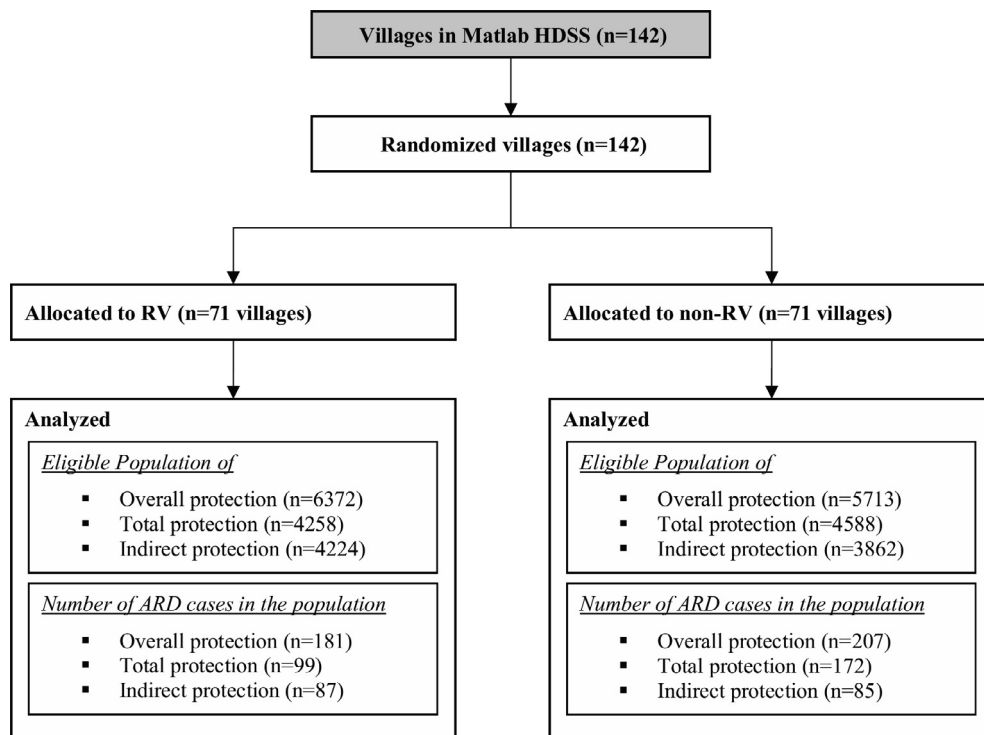 Villages in Matlab HDSS (n=142)
Randomized villages (n=142)
Allocated to RV (n=71 villages)
Allocated to non-RV (n=71 villages)
Analyzed
Eligible Population of
▪ Overall protection (n=6372)
▪ Total protection (n=4258)
▪ Indirect protection (n=4224)
Number of ARD cases in the population
▪ Overall protection (n=181)
▪ Total protection (n=99)
▪ Indirect protection (n=87)
Analyzed
Eligible Population of
▪ Overall protection (n=5713)
▪ Total protection (n=4588)
▪ Indirect protection (n=3862)
Number of ARD cases in the population
▪ Overall protection (n=207)
▪ Total protection (n=172)
▪ Indirect protection (n=85)